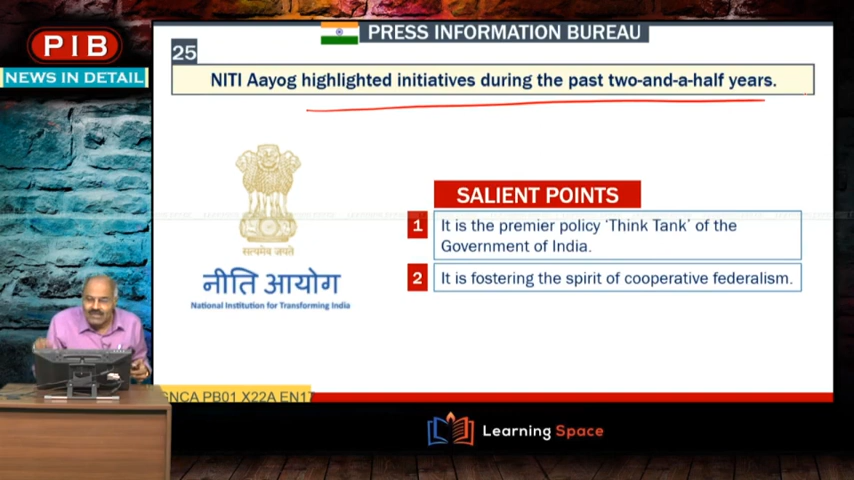 PIB
NEWS IN DETAIL
PRESS INFORMATION BUREAU
25
NITI Aayog highlighted initiatives during the past two-and-a-half years.
सत्यमेव जयते
नीति आयोग
National Institution for Transforming India
SALIENT POINTS
1 It is the premier policy ‘Think Tank’ of the
Government of India.
2 It is fostering the spirit of cooperative federalism.
PB01 X22A
Learning Space